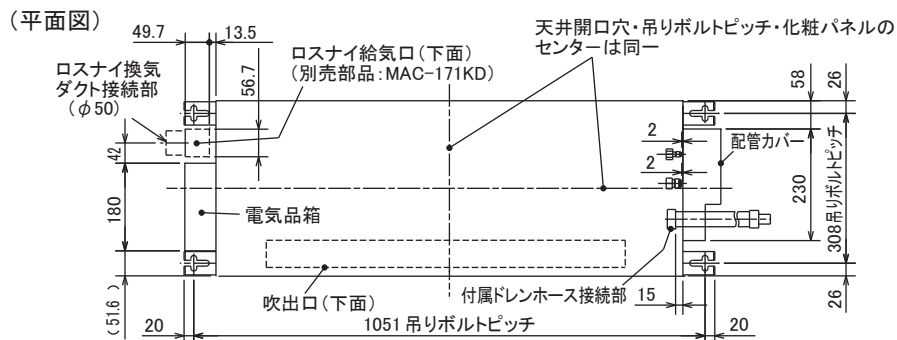 (平面図)
49.7
13.5
56.7
ロスナイ給気口(下面)
(別売部品:MAC-171KD)
天井開口穴・吊りボルトピッチ・化粧パネルの
センターは同一
ロスナイ換気
ダクト接続部
(φ50)
58
26
42
2
2
配管カバー
180
電気品箱
230
308吊りボルトピッチ
吹出口(下面)
付属ドレンホース接続部
(51.6)
15
26
20
1051吊りボルトピッチ
20